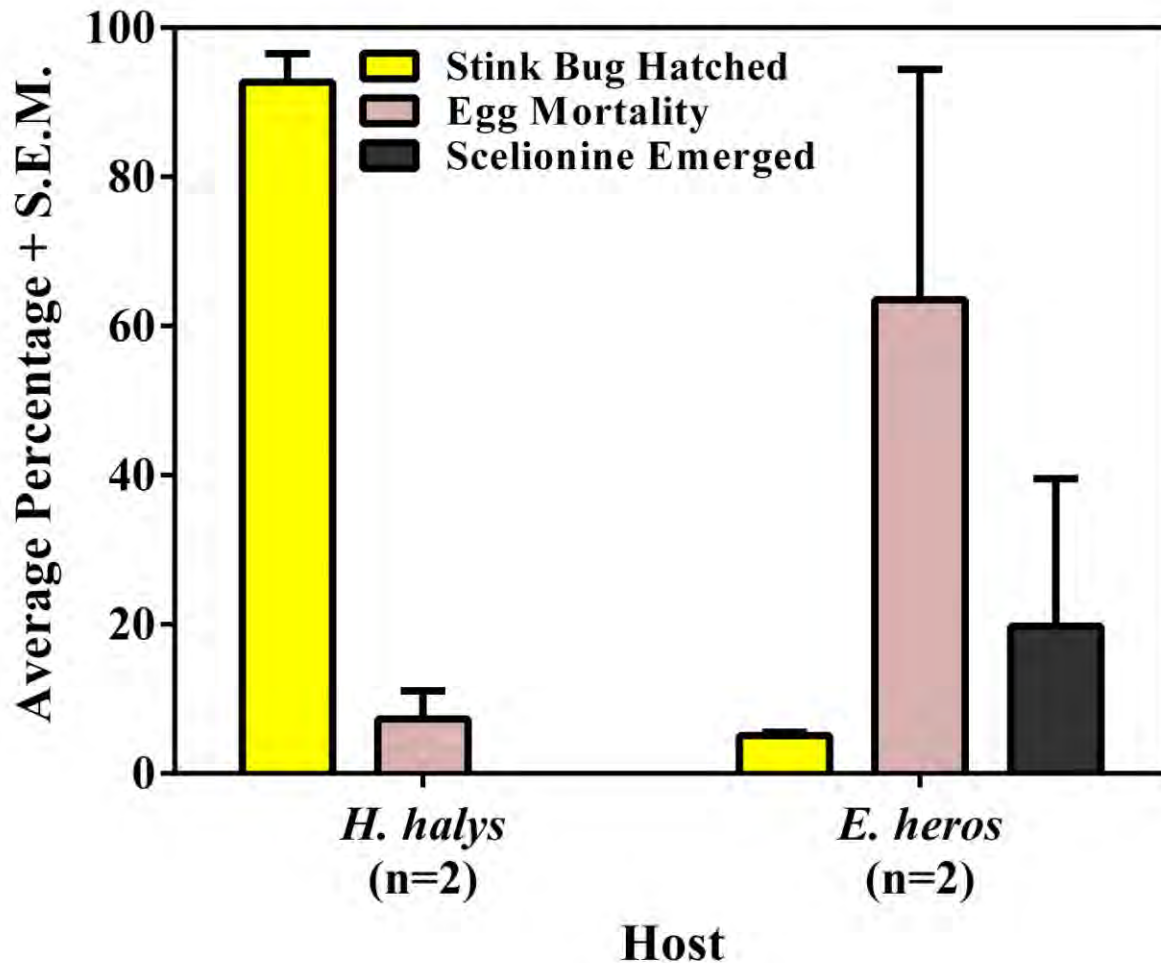 Average Percentage + S.E.M.
100
80
60
40
20
0
Stink Bug Hatched
Egg Mortality
Scelionine Emerged
H. halys
(n=2)
E. heros
(n=2)
Host